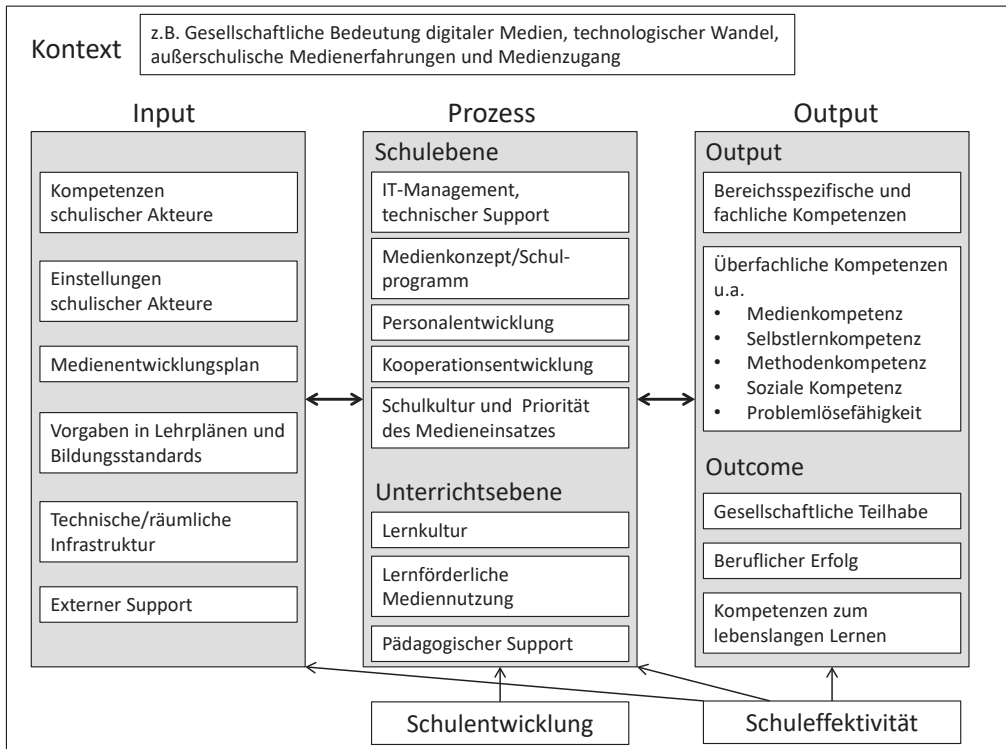 Kontext
z.B. Gesellschaftliche Bedeutung digitaler Medien, technologischer Wandel,
außerschulische Medienerfahrungen und Medienzugang
Input
Kompetenzen
schulischer Akteure
Einstellungen
schulischer Akteure
Medienentwicklungsplan
Vorgaben in Lehrplänen und
Bildungsstandards
Technische/räumliche
Infrastruktur
Externer Support
Prozess
Schulebene
IT-Management,
technischer Support
Medienkonzept/Schul-
programm
Personalentwicklung
Kooperationsentwicklung
Schulkultur und Priorität
des Medieneinsatzes
Unterrichtsebene
Lernkultur
Lernförderliche
Mediennutzung
Pädagogischer Support
Output
Output
Bereichsspezifische und
fachliche Kompetenzen
Überfachliche Kompetenzen
u.a.
• Medienkompetenz
• Selbstlernkompetenz
• Methodenkompetenz
• Soziale Kompetenz
• Problemlösefähigkeit
Outcome
Gesellschaftliche Teilhabe
Beruflicher Erfolg
Kompetenzen zum
lebenslangen Lernen
Schulentwicklung
Schuleffektivität